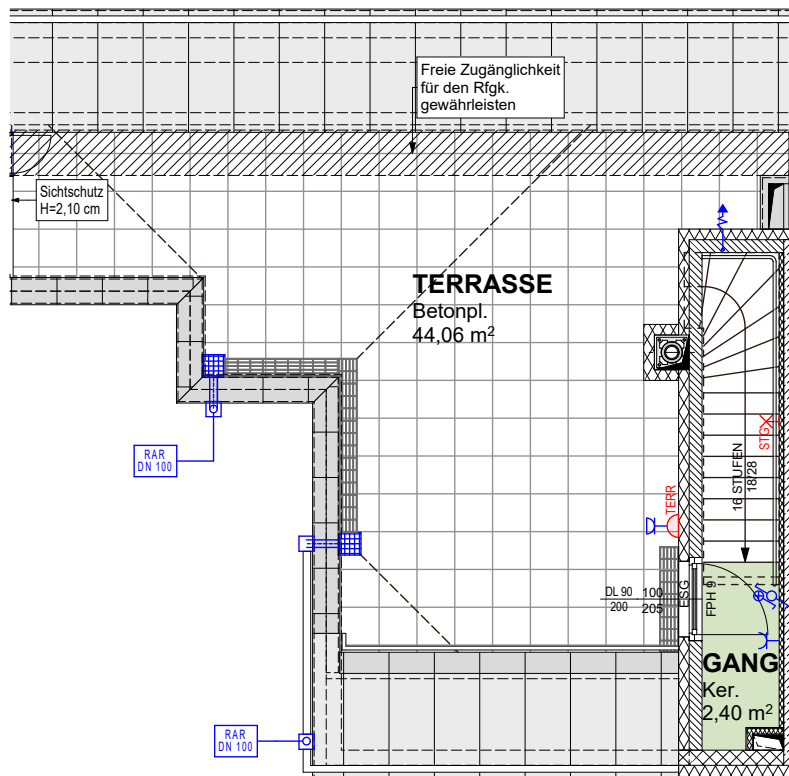 Freie Zugänglichkeit
für den Rfgk.
gewährleisten
Sichtschutz
H=2,10 cm
TERRASSE
Betonpl.
44,06 m²
RAR
DN 100
STG
16 STUFEN
18/28
TERR
DL 90 100
200 205
ESG
FPH 9
GANG
Ker.
2,40 m²
RAR
DN 100